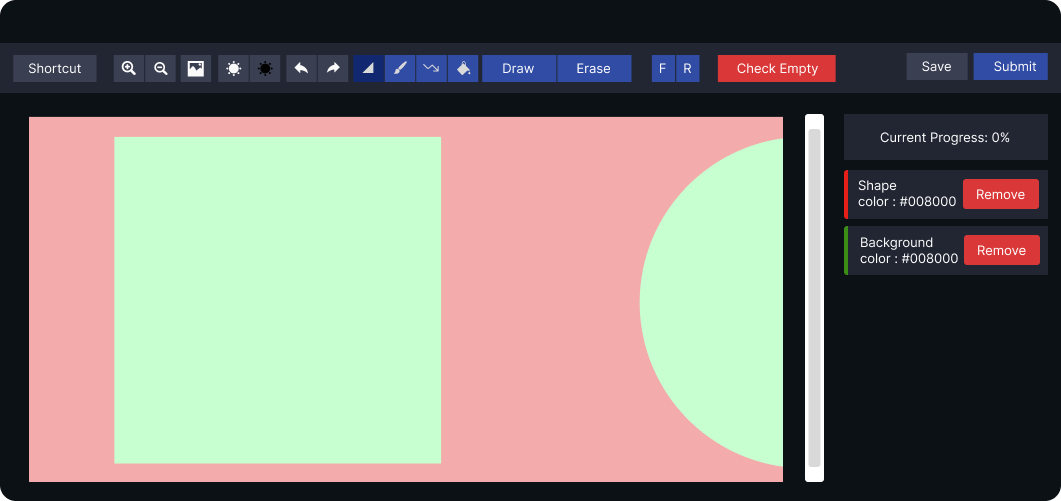 Shortcut
Draw
Erase
F
R
Check Empty
Save
Submit
Current Progress: 0%
Shape
color : #008000
Remove
Background
color : #008000
Remove